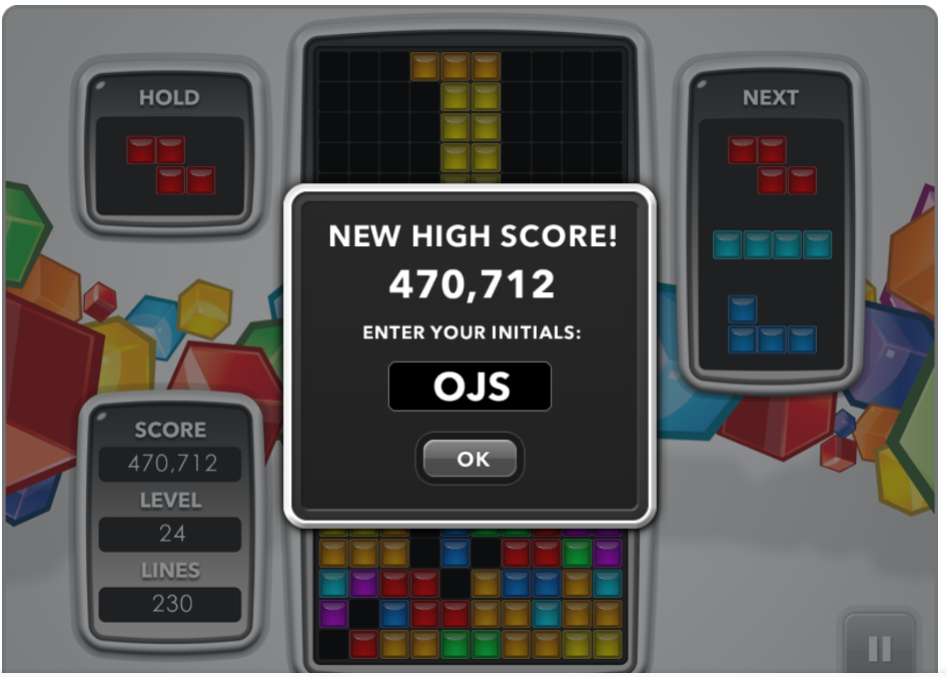 HOLD
NEXT
NEW HIGH SCORE!
470,712
ENTER YOUR INITIALS:
OJS
OK
SCORE
470,712
LEVEL
24
LINES
230